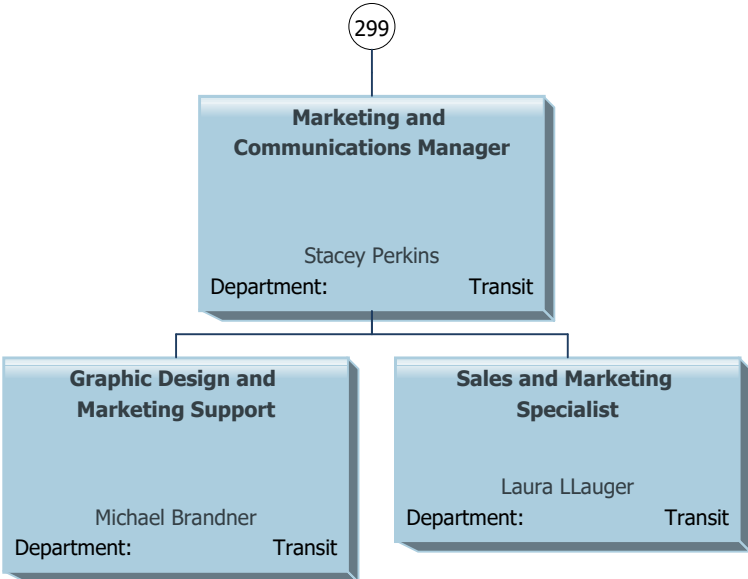 299
Marketing and
Communications Manager
Stacey Perkins
Department: Transit
Graphic Design and
Marketing Support
Michael Brandner
Department: Transit
Sales and Marketing
Specialist
Laura LLauger
Department: Transit